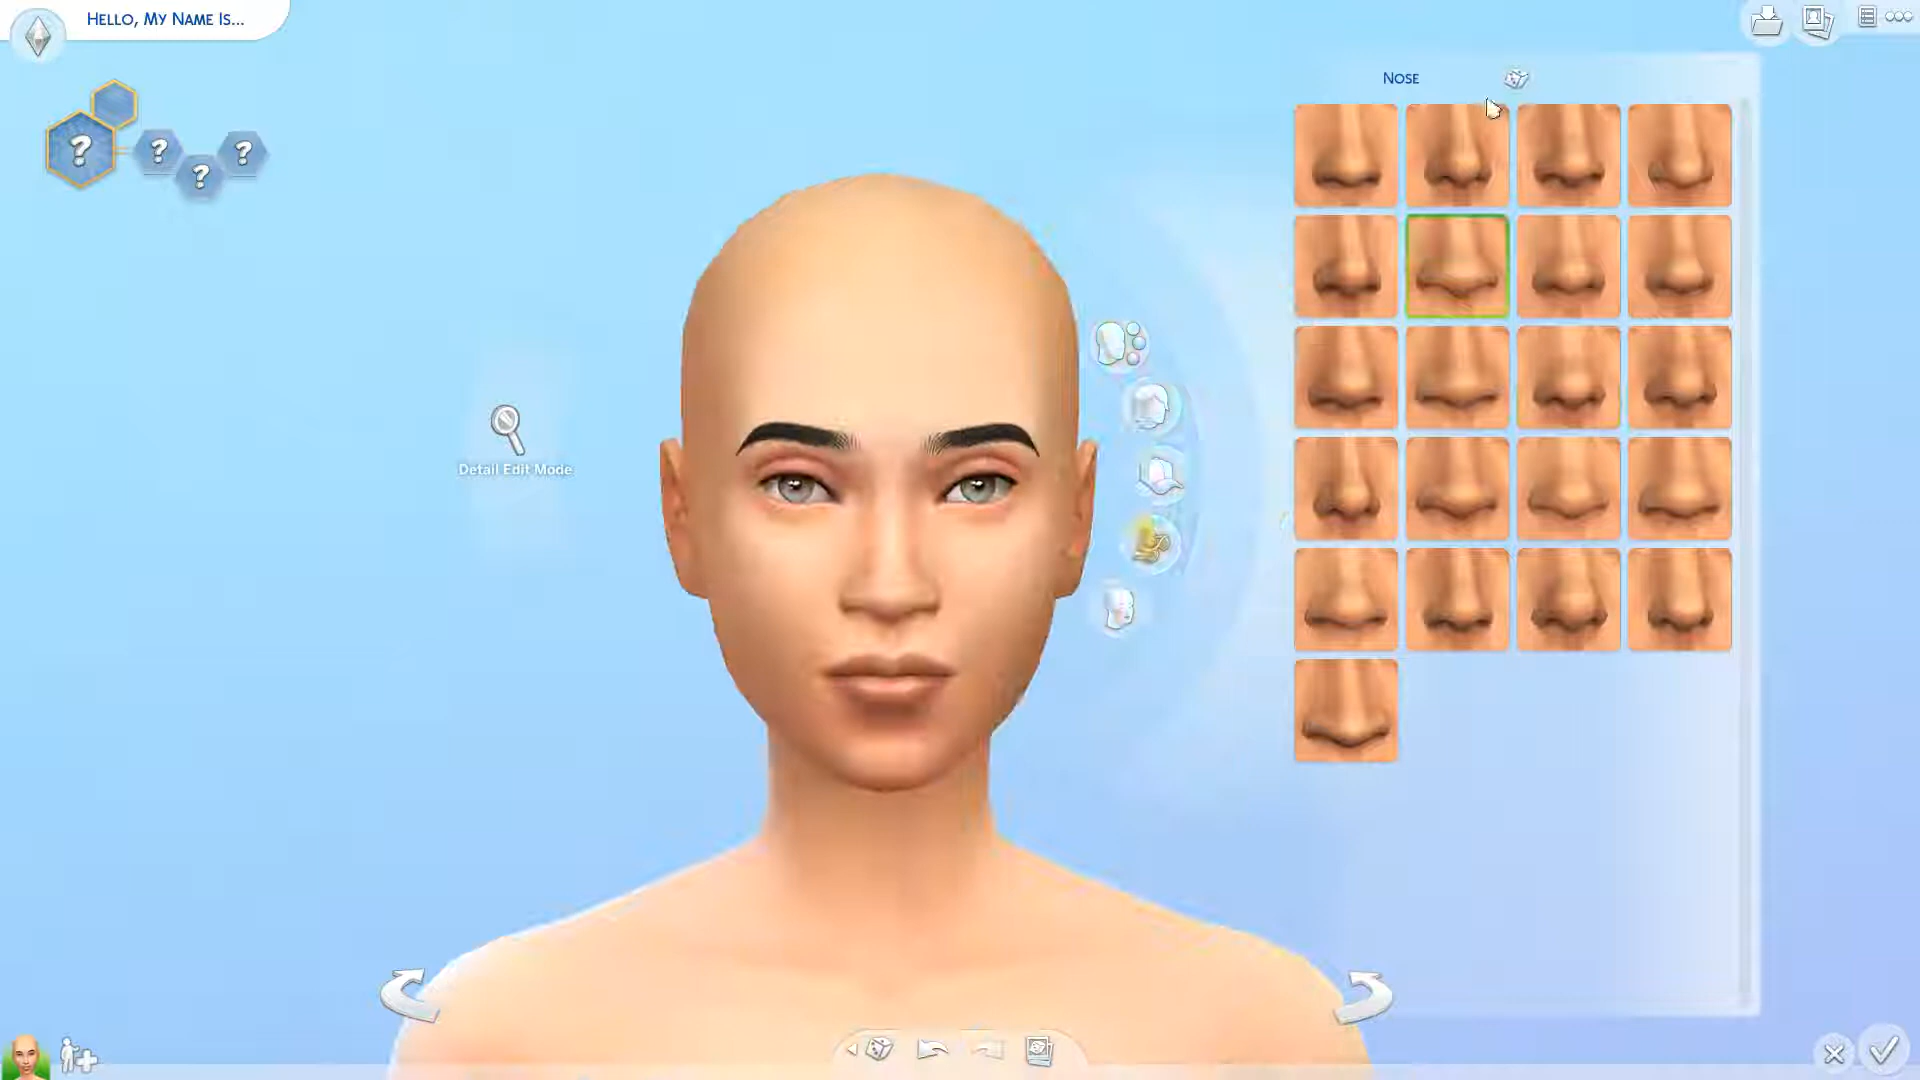 HELLO, MY NAME IS...
NOSE
Detail Edit Mode
? ? ? ?